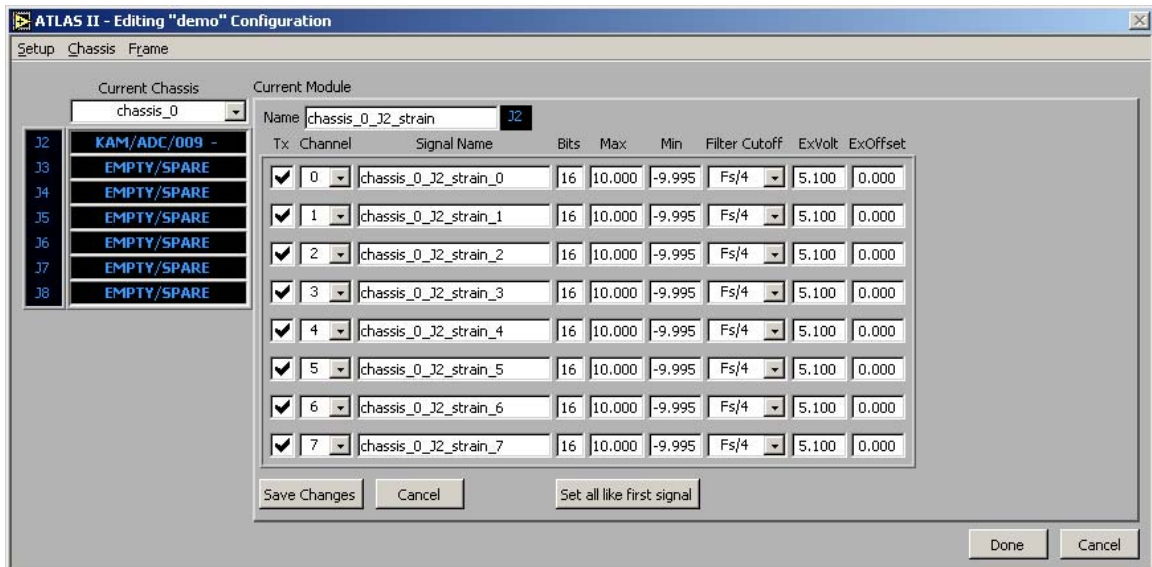 ATLAS II - Editing "demo" Configuration
Setup Chassis Frame
Current Chassis
chassis_0
J2 KAM/ADC/009 -
J3 EMPTY/SPARE
J4 EMPTY/SPARE
J5 EMPTY/SPARE
J6 EMPTY/SPARE
J7 EMPTY/SPARE
J8 EMPTY/SPARE
Current Module
Name chassis_0_J2_strain J2
Tx Channel Signal Name Bits Max Min Filter Cutoff ExVolt ExOffset
0 chassis_0_J2_strain_0 16 10.000 -9.995 Fs/4 5.100 0.000
1 chassis_0_J2_strain_1 16 10.000 -9.995 Fs/4 5.100 0.000
2 chassis_0_J2_strain_2 16 10.000 -9.995 Fs/4 5.100 0.000
3 chassis_0_J2_strain_3 16 10.000 -9.995 Fs/4 5.100 0.000
4 chassis_0_J2_strain_4 16 10.000 -9.995 Fs/4 5.100 0.000
5 chassis_0_J2_strain_5 16 10.000 -9.995 Fs/4 5.100 0.000
6 chassis_0_J2_strain_6 16 10.000 -9.995 Fs/4 5.100 0.000
7 chassis_0_J2_strain_7 16 10.000 -9.995 Fs/4 5.100 0.000
Save Changes Cancel Set all like first signal
Done Cancel